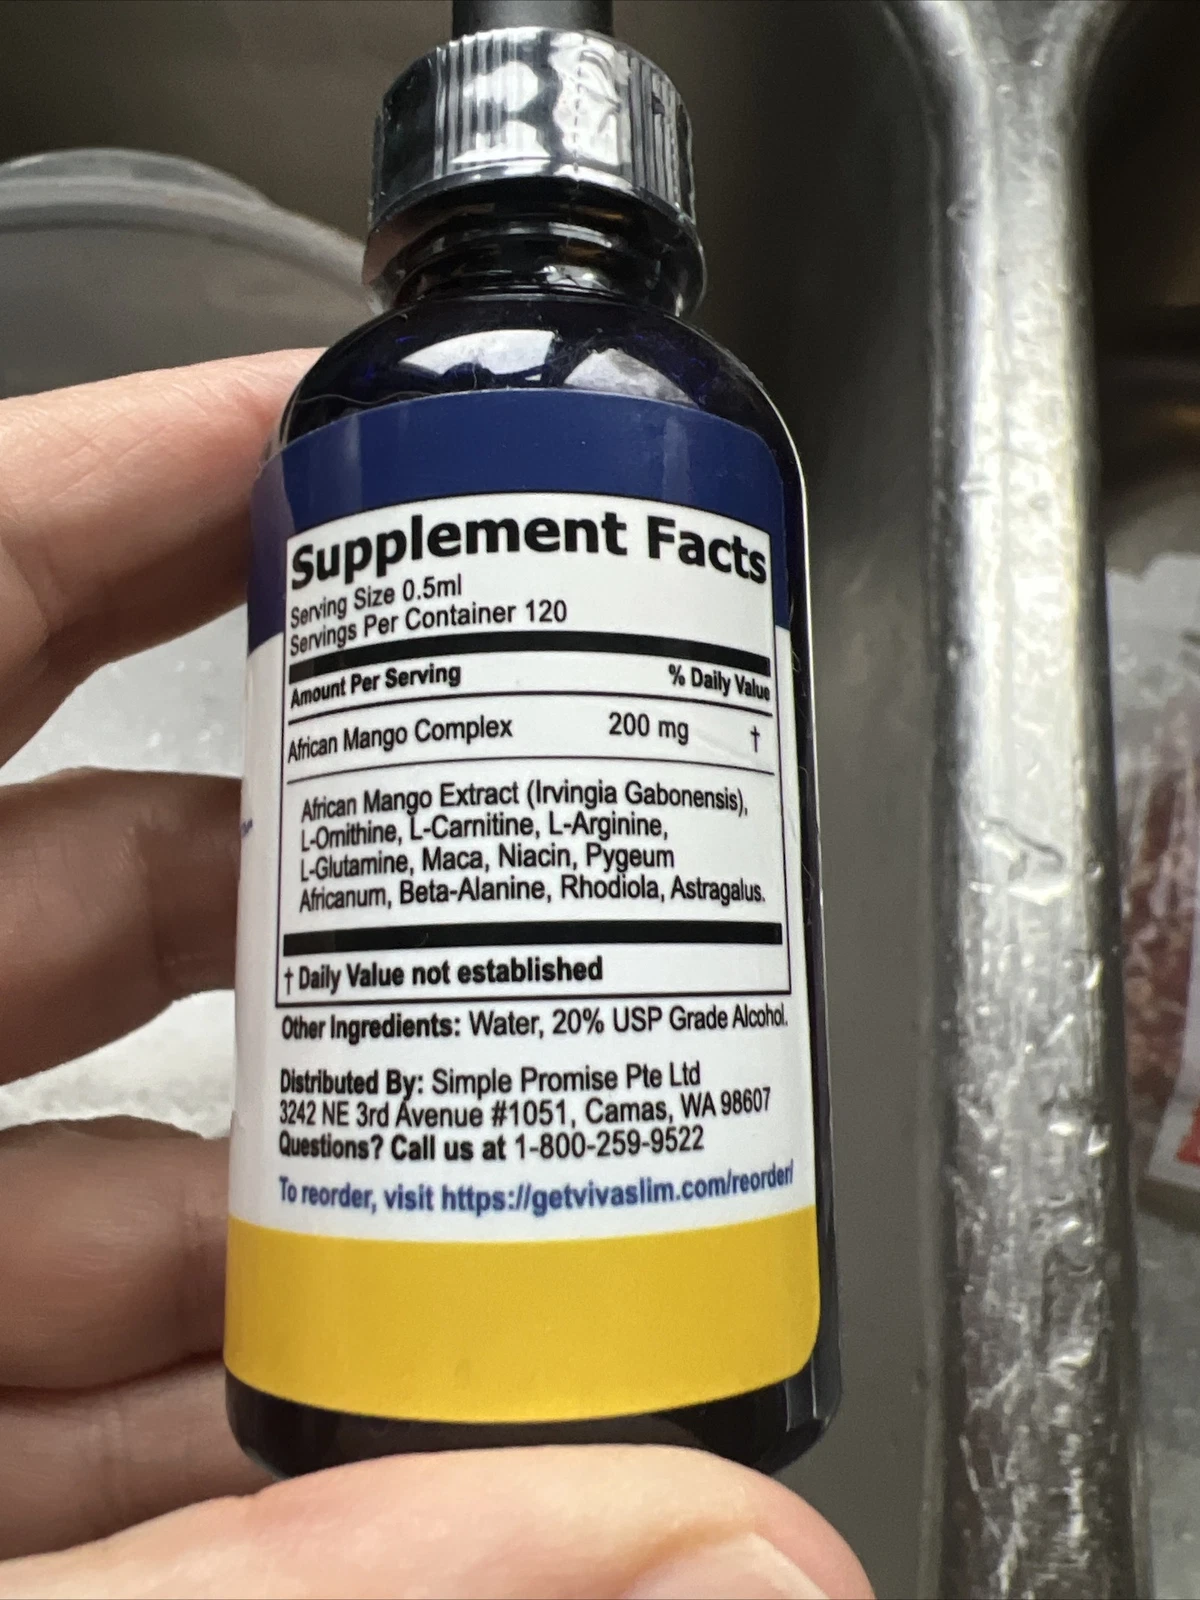 Supplement Facts
Serving Size 0.5ml
Servings Per Container 120
Amount Per Serving % Daily Value
African Mango Complex 200 mg †
African Mango Extract (Irvingia Gabonensis),
L-Ornithine, L-Carnitine, L-Arginine,
L-Glutamine, Maca, Niacin, Pygeum
Africanum, Beta-Alanine, Rhodiola, Astragalus.
† Daily Value not established
Other Ingredients: Water, 20% USP Grade Alcohol.
Distributed By: Simple Promise Pte Ltd
3242 NE 3rd Avenue #1051, Camas, WA 98607
Questions? Call us at 1-800-259-9522
To reorder, visit https://getvivaslim.com/reorder/